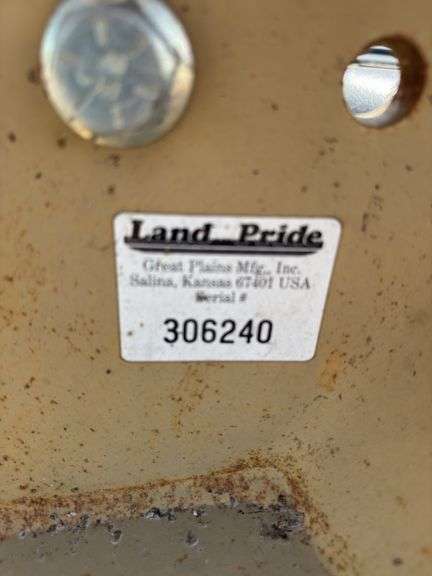 Land Pride
Great Plains Mfg., Inc.
Salina, Kansas 67401 USA
Serial #
306240